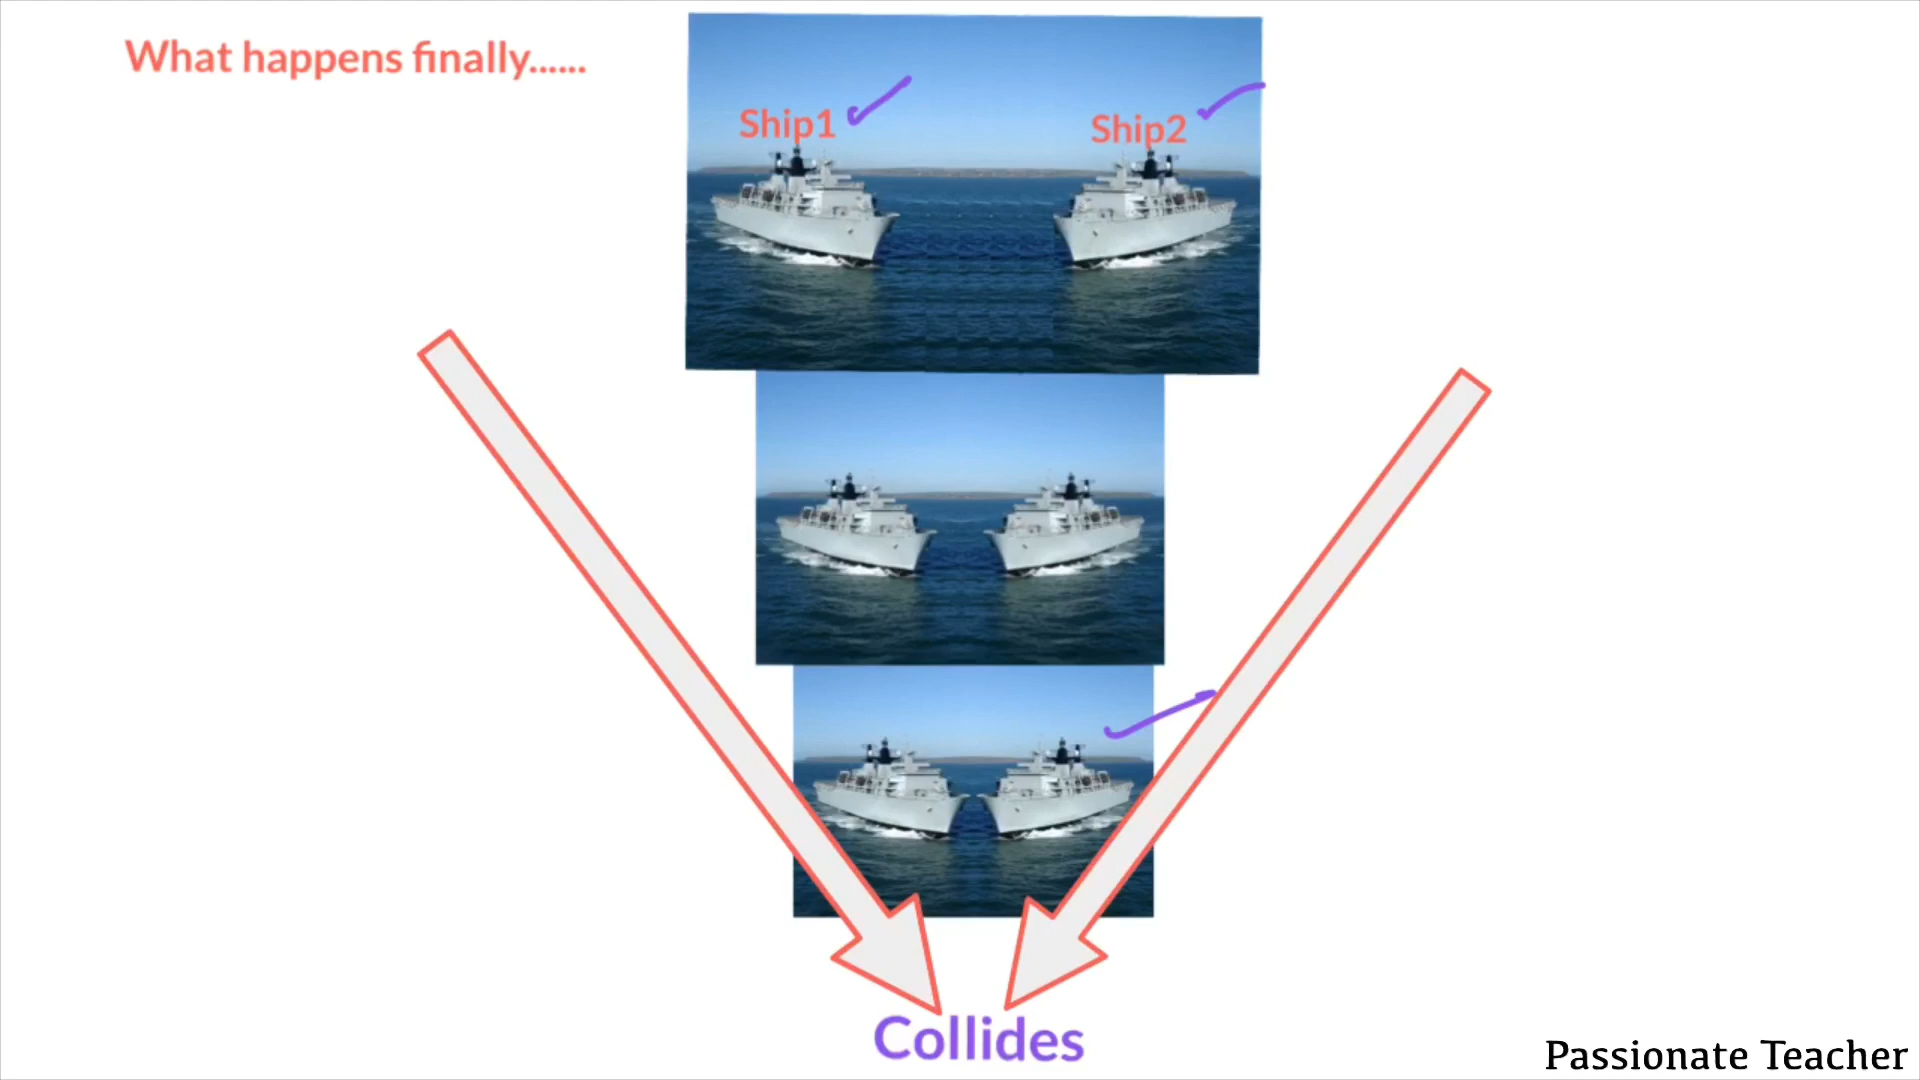 What happens finally......
Ship1
Ship2
Collides
Passionate Teacher